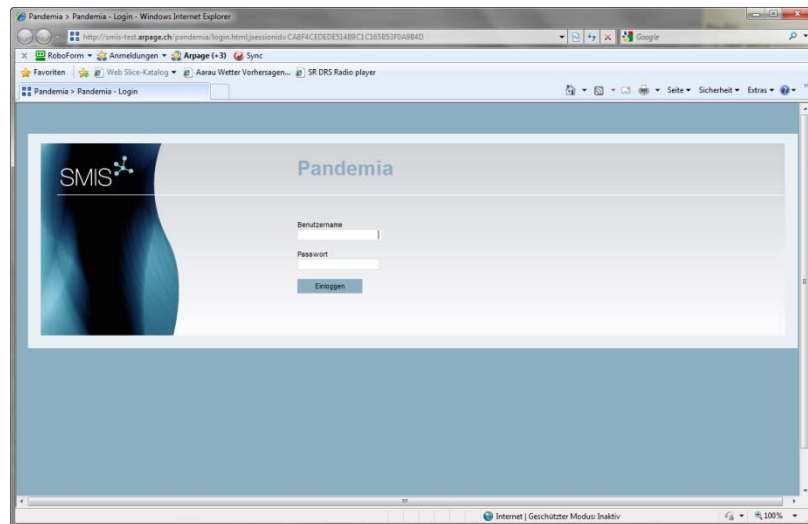 Pandemia > Pandemia - Login - Windows Internet Explorer
http://smis-test.arpage.ch/pandemia/login.html;jsessionid=CA8F4CEDEDE514B9C1C165B53F0A9B4D
Google
RoboForm Anmeldungen Arpage (+3) Sync
Favoriten Web Slice-Katalog Aarau Wetter Vorhersagen... SR DRS Radio player
Pandemia > Pandemia - Login
Seite Sicherheit Extras
SMIS
Pandemia
Benutzername
Passwort
Einloggen
Internet | Geschützter Modus: Inaktiv
100%